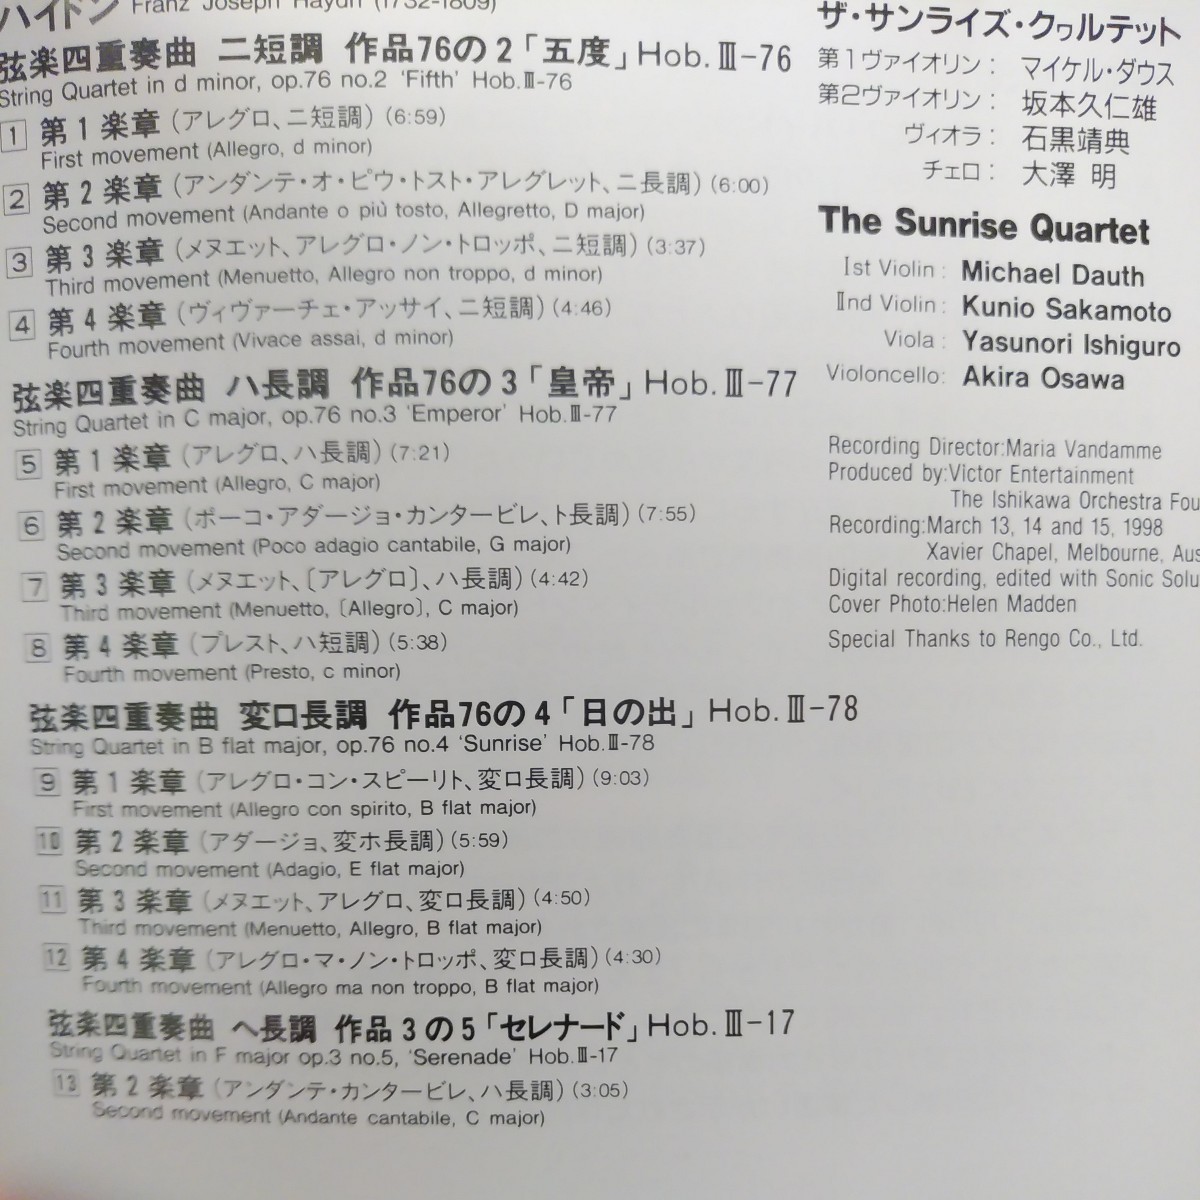 ハイドン Franz Joseph Haydn (1732-1809)
弦楽四重奏曲 ニ短調 作品76の2「五度」Hob. Ⅲ-76
String Quartet in d minor, op.76 no.2 'Fifth' Hob.Ⅲ-76
1 第1楽章(アレグロ、ニ短調)(6:59)
First movement (Allegro, d minor)
2 第2楽章(アンダンテ・オ・ピウ・トスト・アレグレット、ニ長調)(6:00)
Second movement (Andante o più tosto, Allegretto, D major)
3 第3楽章(メヌエット、アレグロ・ノン・トロッポ、ニ短調)(3:37)
Third movement (Menuetto, Allegro non troppo, d minor)
4 第4楽章(ヴィヴァーチェ・アッサイ、ニ短調)(4:46)
Fourth movement (Vivace assai, d minor)
弦楽四重奏曲 ハ長調 作品76の3「皇帝」Hob. Ⅲ-77
String Quartet in C major, op.76 no.3 'Emperor' Hob.Ⅲ-77
5 第1楽章(アレグロ、ハ長調)(7:21)
First movement (Allegro, C major)
6 第2楽章(ポーコ・アダージョ・カンタービレ、ト長調)(7:55)
Second movement (Poco adagio cantabile, G major)
7 第3楽章(メヌエット、〔アレグロ〕、ハ長調)(4:42)
Third movement (Menuetto, 〔Allegro〕, C major)
8 第4楽章(プレスト、ハ短調)(5:38)
Fourth movement (Presto, c minor)
弦楽四重奏曲 変ロ長調 作品76の4「日の出」Hob. Ⅲ-78
String Quartet in B flat major, op.76 no.4 'Sunrise' Hob.Ⅲ-78
9 第1楽章(アレグロ・コン・スピーリト、変ロ長調)(9:03)
First movement (Allegro con spirito, B flat major)
10 第2楽章(アダージョ、変ホ長調)(5:59)
Second movement (Adagio, E flat major)
11 第3楽章(メヌエット、アレグロ、変ロ長調)(4:50)
Third movement (Menuetto, Allegro, B flat major)
12 第4楽章(アレグロ・マ・ノン・トロッポ、変ロ長調)(4:30)
Fourth movement (Allegro ma non troppo, B flat major)
弦楽四重奏曲 ヘ長調 作品3の5「セレナード」Hob. Ⅲ-17
String Quartet in F major op.3 no.5, 'Serenade' Hob.Ⅲ-17
13 第2楽章(アンダンテ・カンタービレ、ハ長調)(3:05)
Second movement (Andante cantabile, C major)
ザ・サンライズ・クヮルテット
第1ヴァイオリン: マイケル・ダウス
第2ヴァイオリン: 坂本久仁雄
ヴィオラ: 石黒靖典
チェロ: 大澤 明
The Sunrise Quartet
Ⅰst Violin: Michael Dauth
Ⅱnd Violin: Kunio Sakamoto
Viola: Yasunori Ishiguro
Violoncello: Akira Osawa
Recording Director:Maria Vandamme
Produced by:Victor Entertainment
The Ishikawa Orchestra Fou
Recording:March 13, 14 and 15, 1998
Xavier Chapel, Melbourne, Aus
Digital recording, edited with Sonic Solu
Cover Photo:Helen Madden
Special Thanks to Rengo Co., Ltd.